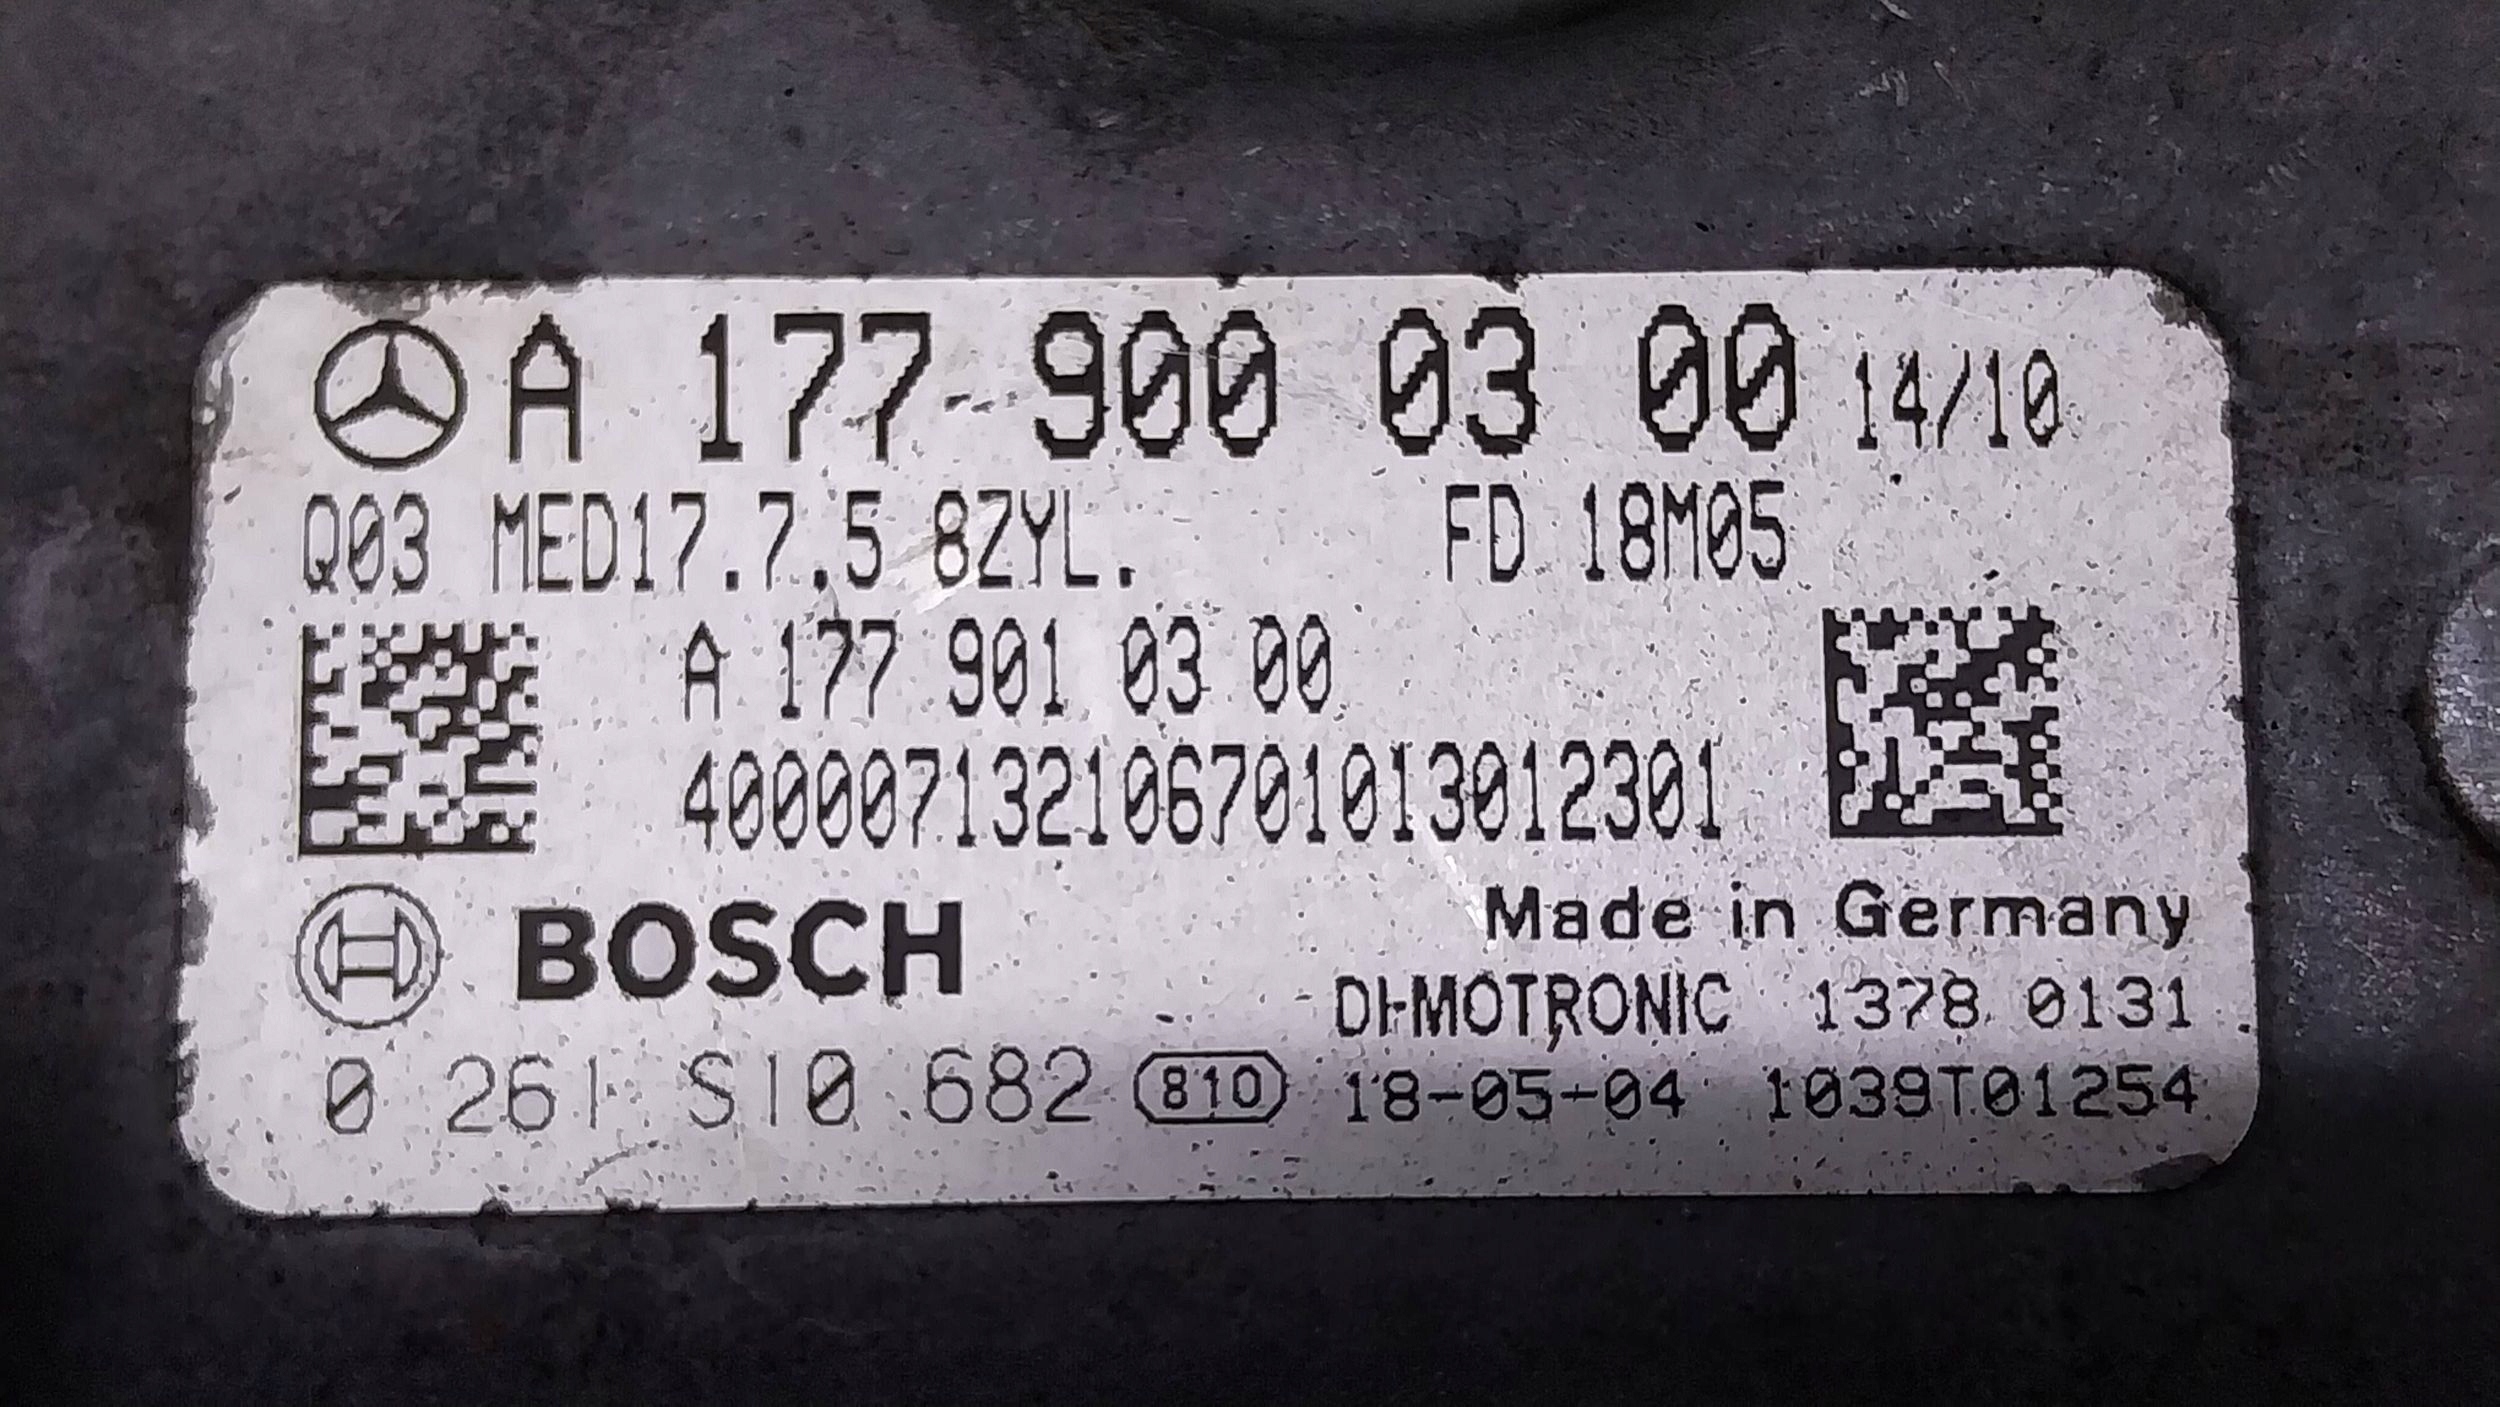 A 177 900 03 00 14/10
Q03 MED17.7.5 8ZYL. FD 18M05
A 177 901 03 00
400007132106701013012301
BOSCH Made in Germany
DI-MOTRONIC 1378 0131
0 261 S10 682 810 18-05-04 1039T01254